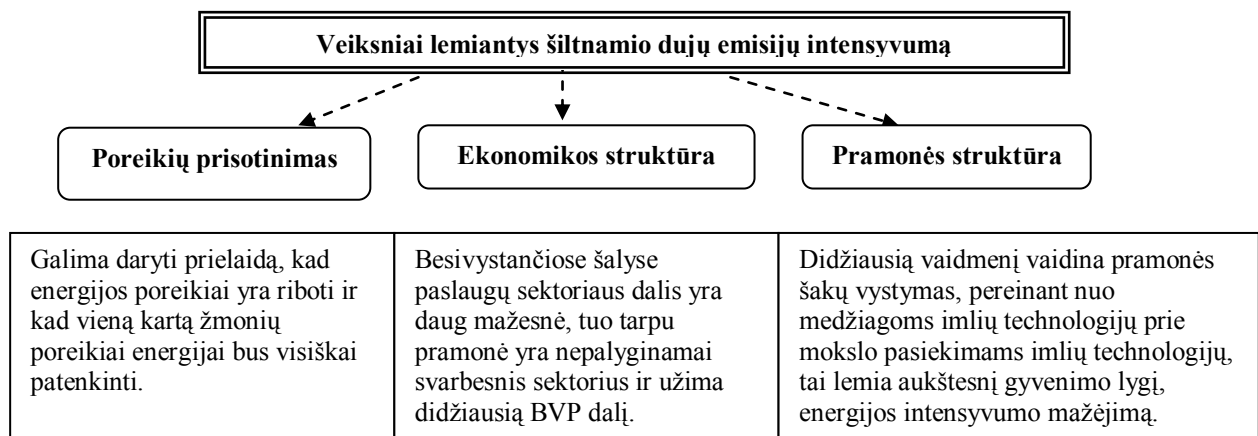 Veiksniai lemiantys šiltnamio dujų emisijų intensyvumą
Poreikių prisotinimas
Ekonomikos struktūra
Pramonės struktūra
Galima daryti prielaidą, kad
energijos poreikiai yra riboti ir
kad vieną kartą žmonių
poreikiai energijai bus visiškai
patenkinti.
Besivystančiose šalyse
paslaugų sektoriaus dalis yra
daug mažesnė, tuo tarpu
pramonė yra nepalyginamai
svarbesnis sektorius ir užima
didžiausią BVP dalį.
Didžiausią vaidmenį vaidina pramonės
šakų vystymas, pereinant nuo
medžiagoms imlių technologijų prie
mokslo pasiekimams imlių technologijų,
tai lemia aukštesnį gyvenimo lygį,
energijos intensyvumo mažėjimą.